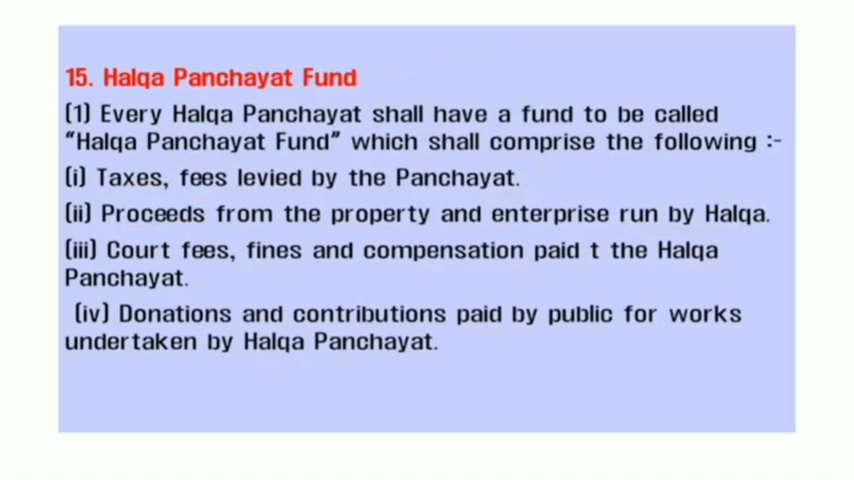 15. Halqa Panchayat Fund
(1) Every Halqa Panchayat shall have a fund to be called
“Halqa Panchayat Fund” which shall comprise the following :-
(i) Taxes, fees levied by the Panchayat.
(ii) Proceeds from the property and enterprise run by Halqa.
(iii) Court fees, fines and compensation paid t the Halqa
Panchayat.
(iv) Donations and contributions paid by public for works
undertaken by Halqa Panchayat.